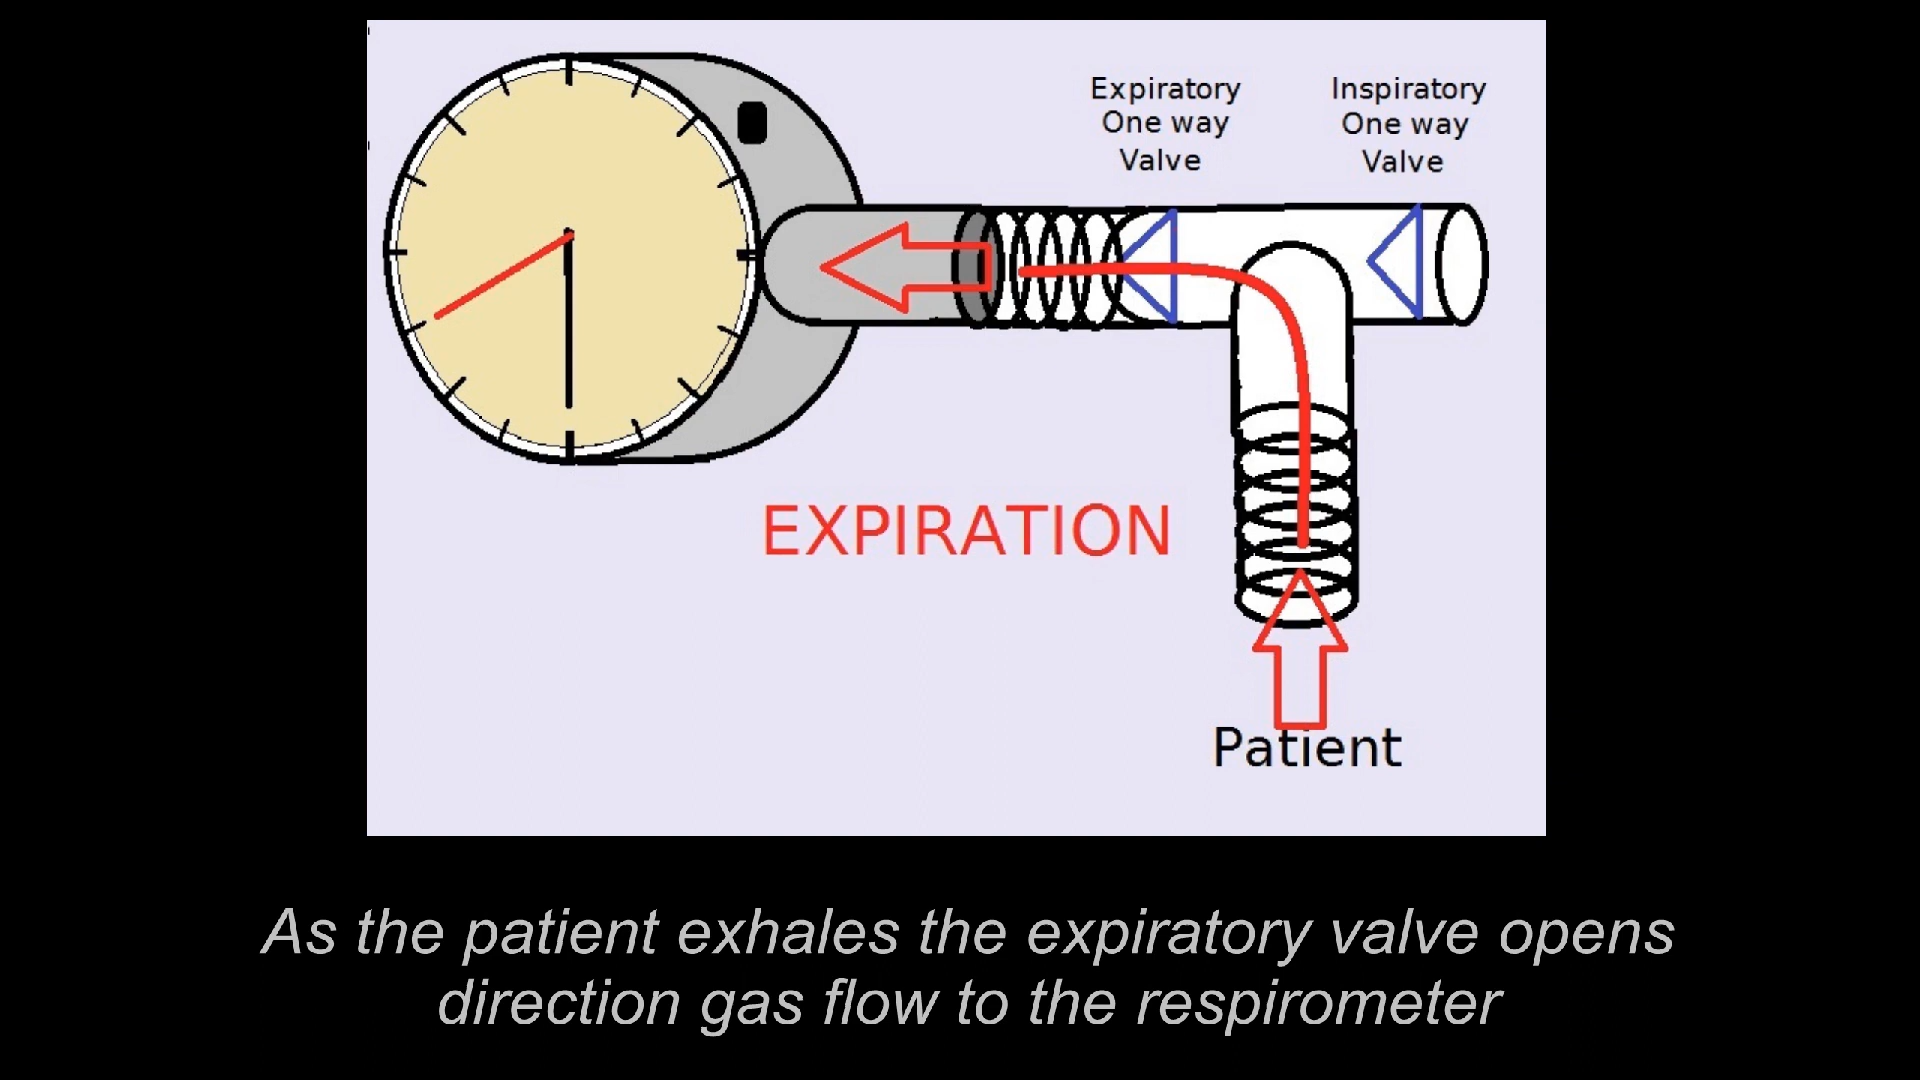 Expiratory
One way
Valve
Inspiratory
One way
Valve
EXPIRATION
Patient
As the patient exhales the expiratory valve opens
direction gas flow to the respirometer